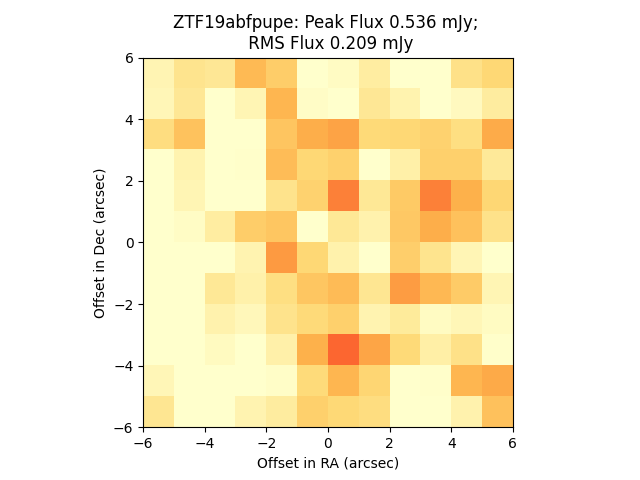 ZTF19abfpupe: Peak Flux 0.536 mJy;
RMS Flux 0.209 mJy
6
4
2
0
−2
−4
−6
Offset in Dec (arcsec)
−6 −4 −2 0 2 4 6
Offset in RA (arcsec)